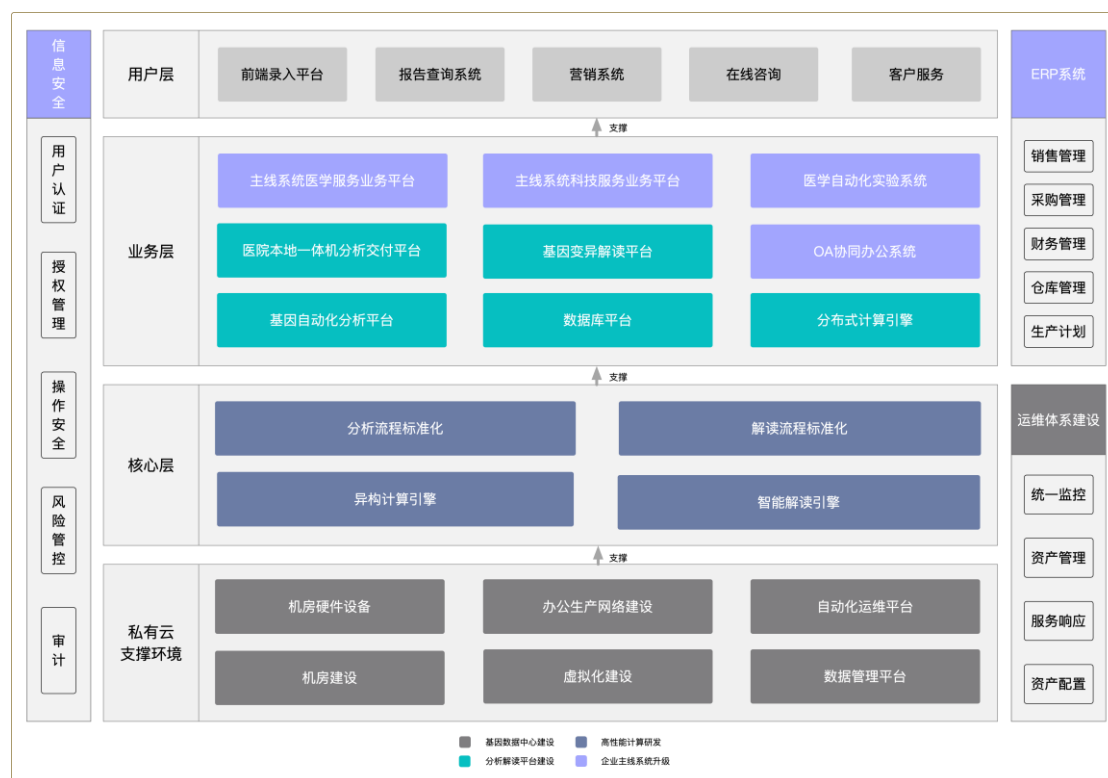 信息安全
用户认证
授权管理
操作安全
风险管控
审计
用户层
前端录入平台
报告查询系统
营销系统
在线咨询
客户服务
支撑
业务层
主线系统医学服务业务平台
主线系统科技服务业务平台
医学自动化实验系统
医院本地一体机分析交付平台
基因变异解读平台
OA协同办公系统
基因自动化分析平台
数据库平台
分布式计算引擎
支撑
核心层
分析流程标准化
解读流程标准化
异构计算引擎
智能解读引擎
支撑
私有云
支撑环境
机房硬件设备
办公生产网络建设
自动化运维平台
机房建设
虚拟化建设
数据管理平台
ERP系统
销售管理
采购管理
财务管理
仓库管理
生产计划
运维体系建设
统一监控
资产管理
服务响应
资产配置
基因数据中心建设
高性能计算研发
分析解读平台建设
企业主线系统升级